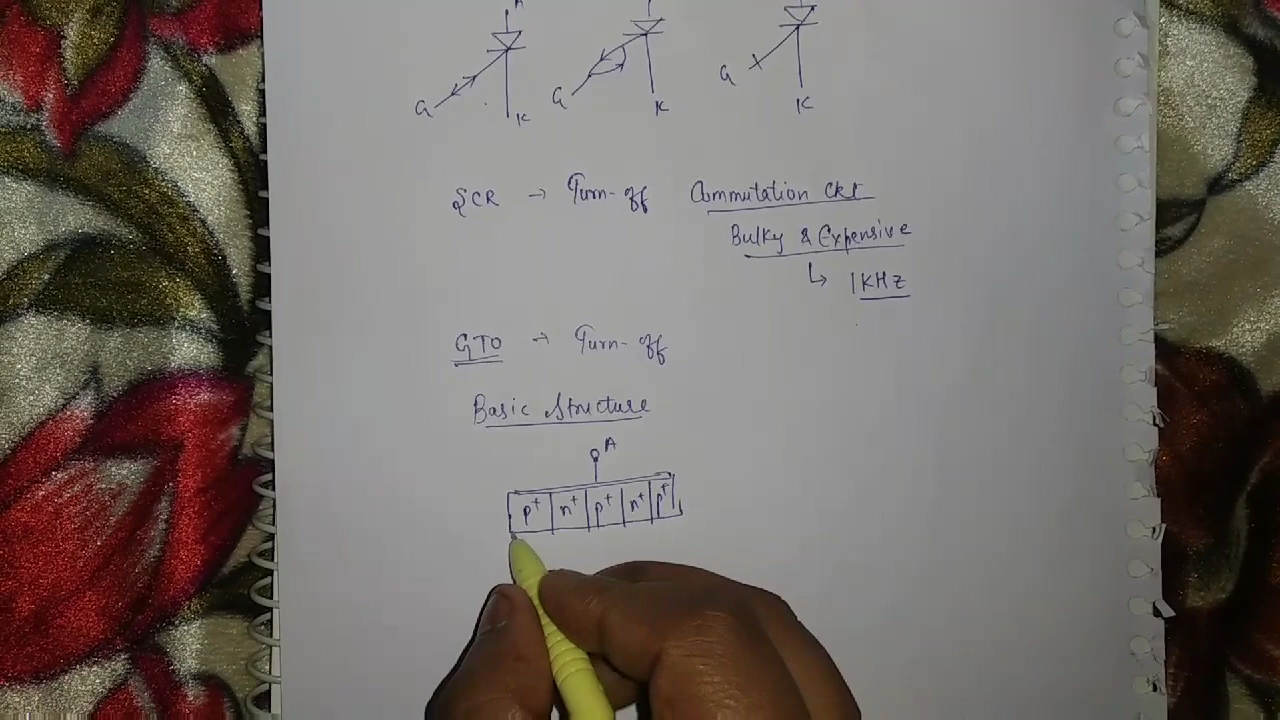 A
G K G K G K
SCR → Turn-off Commutation Ckt
Bulky & Expensive
↳ 1KHz
GTO → Turn-off
Basic Structure
A
p+ n+ p+ n+ p+